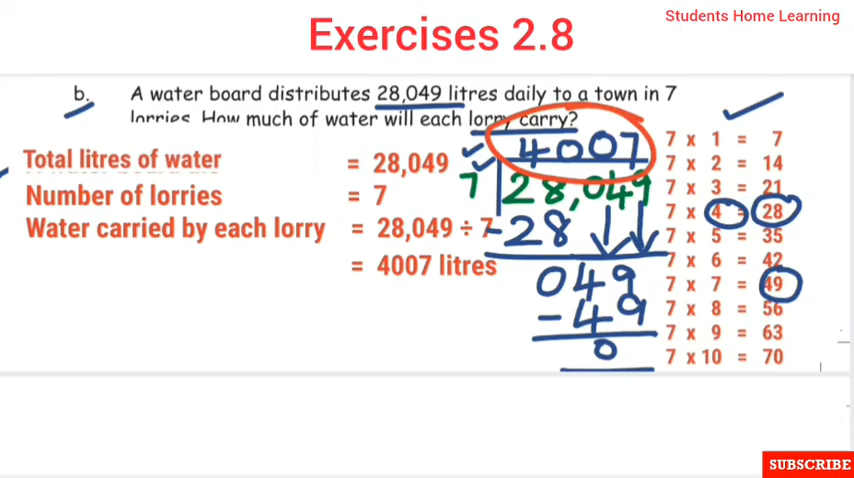 Students Home Learning
Exercises 2.8
b. A water board distributes 28,049 litres daily to a town in 7
lorries. How much of water will each lorry carry?
Total litres of water = 28,049
Number of lorries = 7
Water carried by each lorry = 28,049 ÷ 7
= 4007 litres
4007
7 28,049
-28
049
-49
0
7 x 1 = 7
7 x 2 = 14
7 x 3 = 21
7 x 4 = 28
7 x 5 = 35
7 x 6 = 42
7 x 7 = 49
7 x 8 = 56
7 x 9 = 63
7 x 10 = 70
SUBSCRIBE